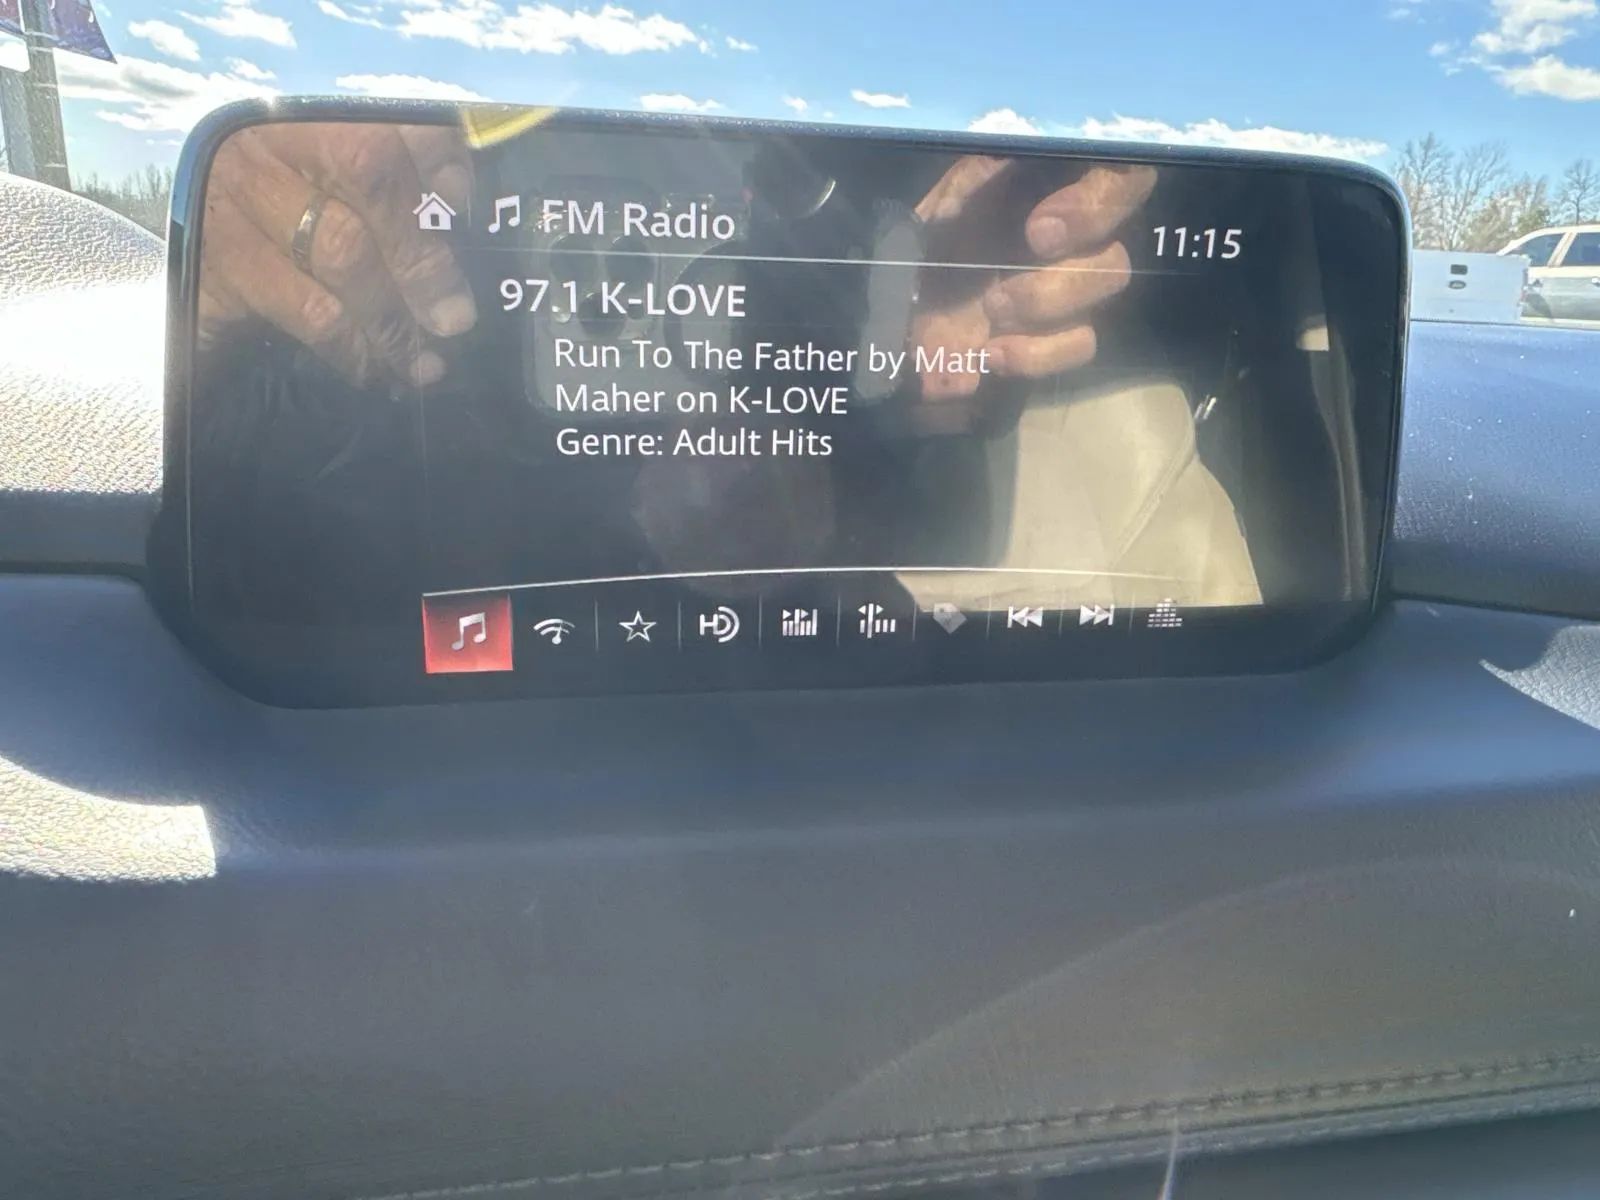 FM Radio
11:15
97.1 K-LOVE
Run To The Father by Matt
Maher on K-LOVE
Genre: Adult Hits
HD